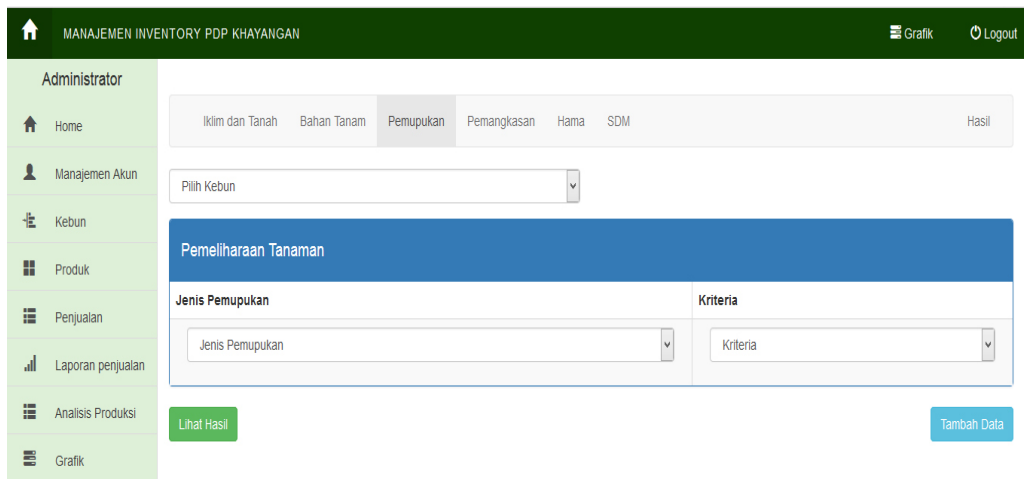 MANAJEMEN INVENTORY PDP KHAYANGAN Grafik Logout
Administrator
Home
Manajemen Akun
Kebun
Produk
Penjualan
Laporan penjualan
Analisis Produksi
Grafik
Iklim dan Tanah Bahan Tanam Pemupukan Pemangkasan Hama SDM Hasil
Pilih Kebun
Pemeliharaan Tanaman
Jenis Pemupukan Kriteria
Jenis Pemupukan Kriteria
Lihat Hasil Tambah Data